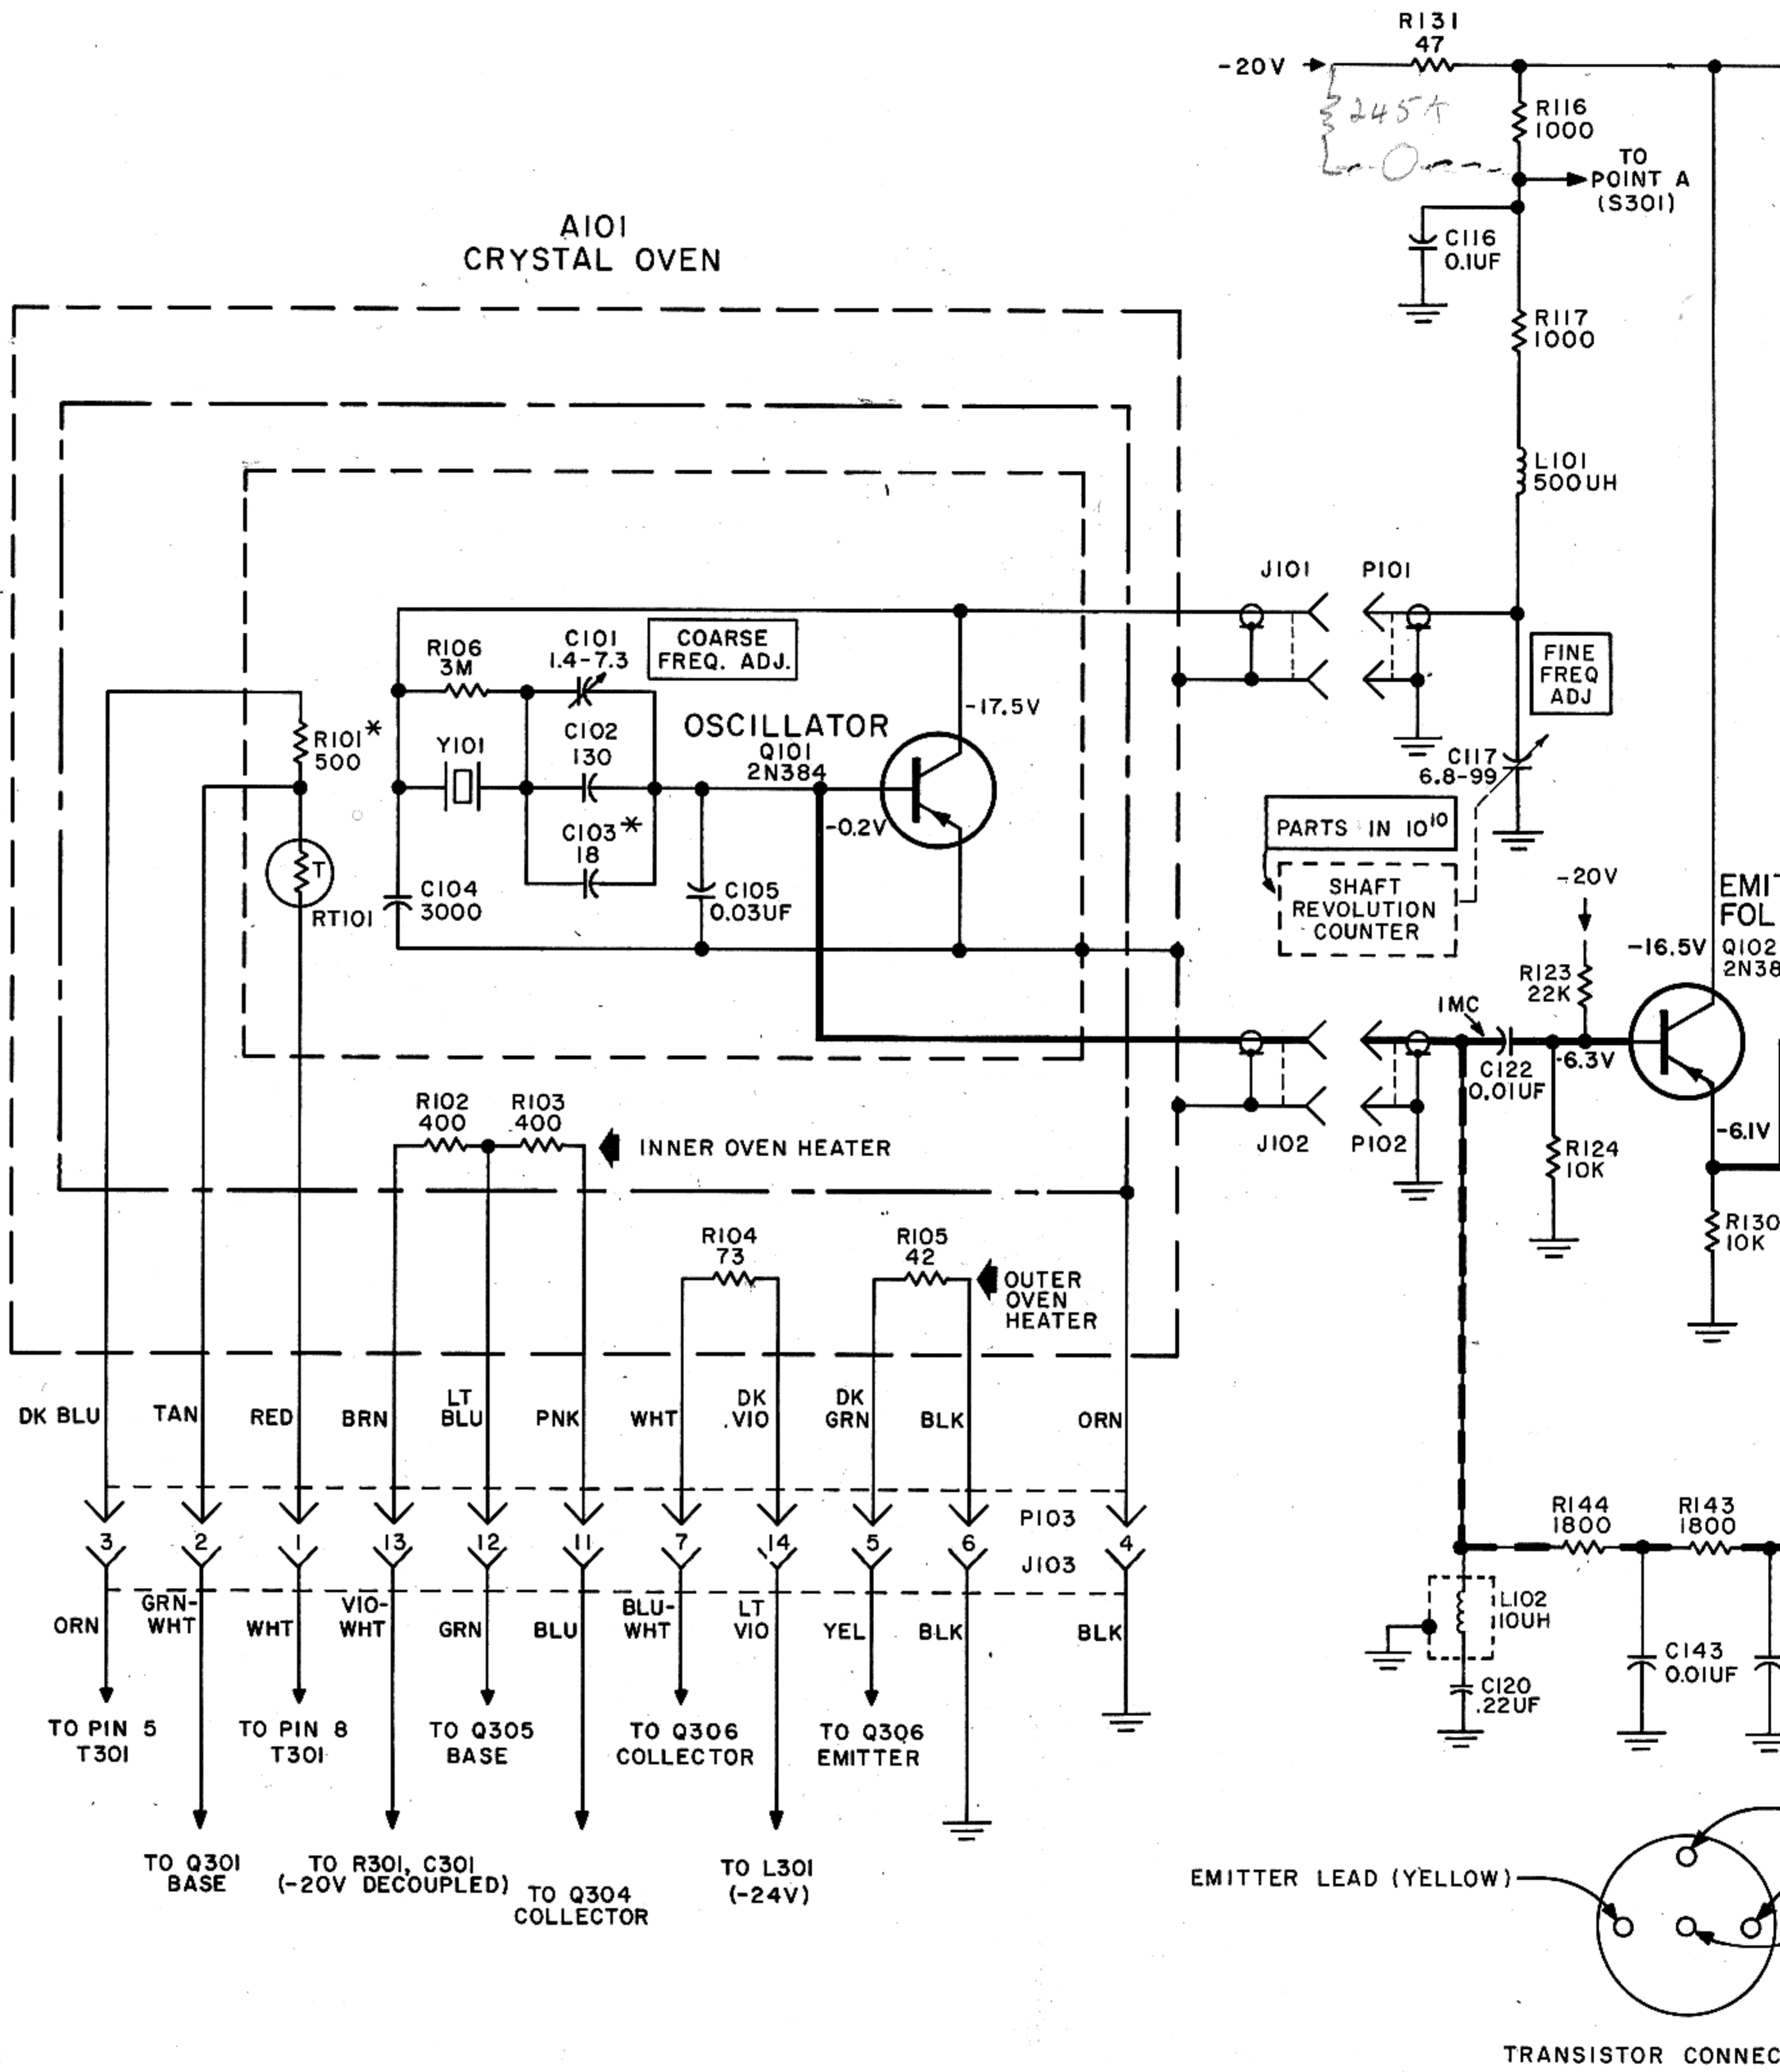 R131
47
-20V
245K
R116
1000
TO
POINT A
(S301)
C116
0.1UF
A101
CRYSTAL OVEN
R117
1000
L101
500UH
J101
P101
R106
3M
C101
1.4-7.3
COARSE
FREQ. ADJ.
FINE
FREQ
ADJ
-17.5V
OSCILLATOR
Q101
2N384
R101*
500
Y101
C102
130
C117
6.8-99
-0.2V
C103*
18
PARTS IN 10¹⁰
T
RT101
C104
3000
C105
0.03UF
SHAFT
REVOLUTION
COUNTER
-20V
EMIT
FOL
-16.5V
Q102
2N38
R123
22K
1MC
-6.3V
C122
0.01UF
R102
400
R103
400
INNER OVEN HEATER
J102
P102
-6.1V
R124
10K
R104
73
R105
42
OUTER
OVEN
HEATER
R130
10K
DK BLU
TAN
RED
BRN
LT
BLU
PNK
WHT
DK
VIO
DK
GRN
BLK
ORN
P103
3
2
1
13
12
11
7
14
5
6
4
J103
R144
1800
R143
1800
ORN
GRN-
WHT
WHT
VIO-
WHT
GRN
BLU
BLU-
WHT
LT
VIO
YEL
BLK
BLK
L102
10UH
C143
0.01UF
C120
.22UF
TO PIN 5
T301
TO PIN 8
T301
TO Q305
BASE
TO Q306
COLLECTOR
TO Q306
EMITTER
TO Q301
BASE
TO R301, C301
(-20V DECOUPLED)
TO Q304
COLLECTOR
TO L301
(-24V)
EMITTER LEAD (YELLOW)
TRANSISTOR CONNEC